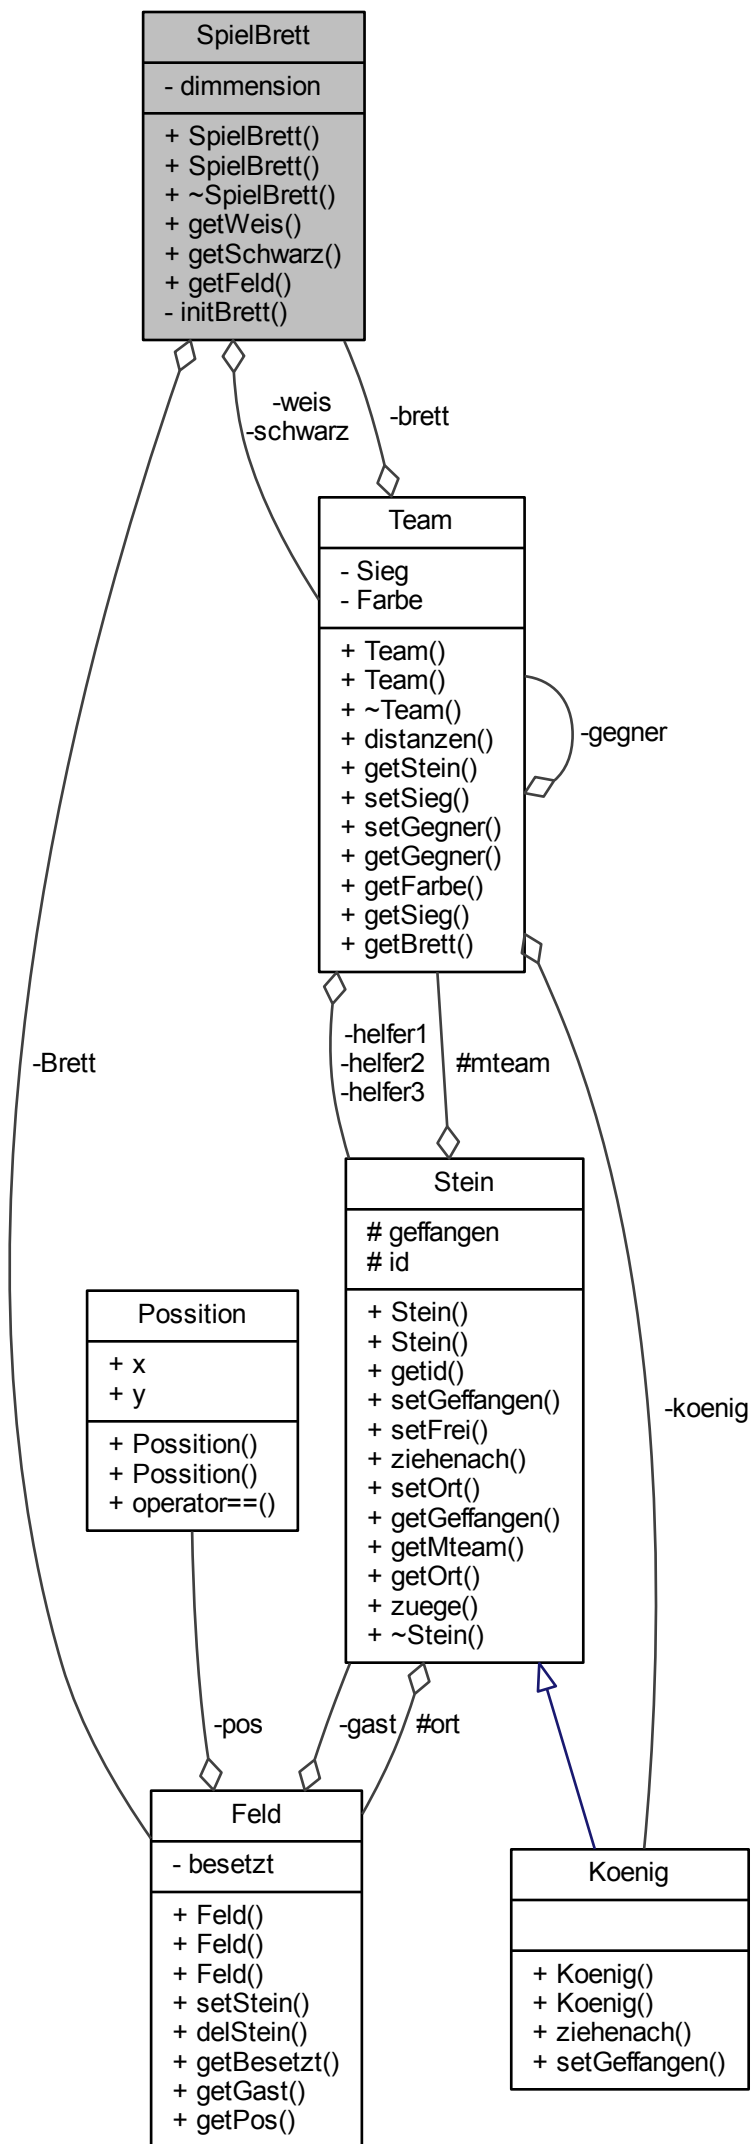 SpielBrett
- dimmension
+ SpielBrett()
+ SpielBrett()
+ ~SpielBrett()
+ getWeis()
+ getSchwarz()
+ getFeld()
- initBrett()
-weis
-schwarz
-brett
Team
- Sieg
- Farbe
+ Team()
+ Team()
+ ~Team()
+ distanzen()
+ getStein()
+ setSieg()
+ setGegner()
+ getGegner()
+ getFarbe()
+ getSieg()
+ getBrett()
-gegner
-Brett
-helfer1
-helfer2
-helfer3
#mteam
Stein
# geffangen
# id
+ Stein()
+ Stein()
+ getid()
+ setGeffangen()
+ setFrei()
+ ziehenach()
+ setOrt()
+ getGeffangen()
+ getMteam()
+ getOrt()
+ zuege()
+ ~Stein()
Possition
+ x
+ y
+ Possition()
+ Possition()
+ operator==()
-koenig
-pos
-gast
#ort
Feld
- besetzt
+ Feld()
+ Feld()
+ Feld()
+ setStein()
+ delStein()
+ getBesetzt()
+ getGast()
+ getPos()
Koenig
+ Koenig()
+ Koenig()
+ ziehenach()
+ setGeffangen()